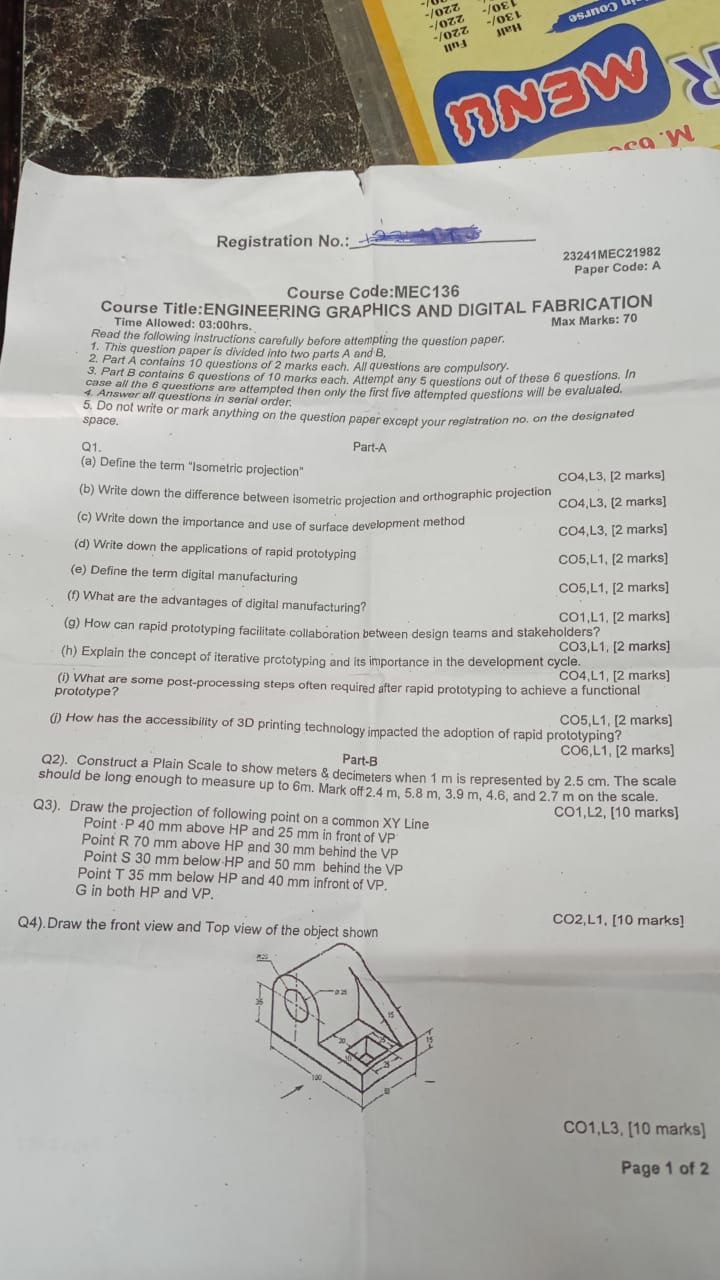 Full
220/-
220/-
220/-
Half
130/-
130/-
Course
MENU
R
M.
Registration No.:
23241MEC21982
Paper Code: A
Course Code:MEC136
Course Title:ENGINEERING GRAPHICS AND DIGITAL FABRICATION
Time Allowed: 03:00hrs.
Max Marks: 70
Read the following instructions carefully before attempting the question paper.
1. This question paper is divided into two parts A and B,
2. Part A contains 10 questions of 2 marks each. All questions are compulsory.
3. Part B contains 6 questions of 10 marks each. Attempt any 5 questions out of these 6 questions. In
case all the 6 questions are attempted then only the first five attempted questions will be evaluated.
4. Answer all questions in serial order.
5. Do not write or mark anything on the question paper except your registration no. on the designated
space.
Part-A
Q1.
(a) Define the term "Isometric projection"
CO4,L3, [2 marks]
(b) Write down the difference between isometric projection and orthographic projection
CO4,L3, [2 marks]
(c) Write down the importance and use of surface development method
CO4,L3, [2 marks]
(d) Write down the applications of rapid prototyping
CO5,L1, [2 marks]
(e) Define the term digital manufacturing
CO5,L1, [2 marks]
(f) What are the advantages of digital manufacturing?
CO1,L1, [2 marks]
(g) How can rapid prototyping facilitate collaboration between design teams and stakeholders?
CO3,L1, [2 marks]
(h) Explain the concept of iterative prototyping and its importance in the development cycle.
CO4,L1, [2 marks]
(i) What are some post-processing steps often required after rapid prototyping to achieve a functional
prototype?
CO5,L1, [2 marks]
(j) How has the accessibility of 3D printing technology impacted the adoption of rapid prototyping?
CO6,L1, [2 marks]
Part-B
Q2). Construct a Plain Scale to show meters & decimeters when 1 m is represented by 2.5 cm. The scale
should be long enough to measure up to 6m. Mark off 2.4 m, 5.8 m, 3.9 m, 4.6, and 2.7 m on the scale.
CO1,L2, [10 marks]
Q3). Draw the projection of following point on a common XY Line
Point P 40 mm above HP and 25 mm in front of VP
Point R 70 mm above HP and 30 mm behind the VP
Point S 30 mm below HP and 50 mm behind the VP
Point T 35 mm below HP and 40 mm infront of VP.
G in both HP and VP.
CO2,L1, [10 marks]
Q4).Draw the front view and Top view of the object shown
35
15
20
15
25
100
CO1,L3, [10 marks]
Page 1 of 2